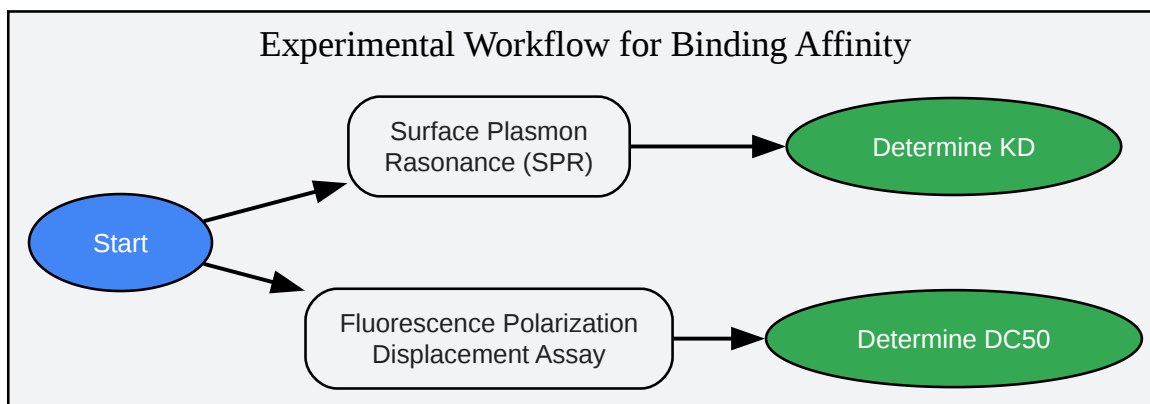 Experimental Workflow for Binding Affinity
Surface Plasmon
Rasonance (SPR)
Determine KD
Start
Fluorescence Polarization
Displacement Assay
Determine DC50